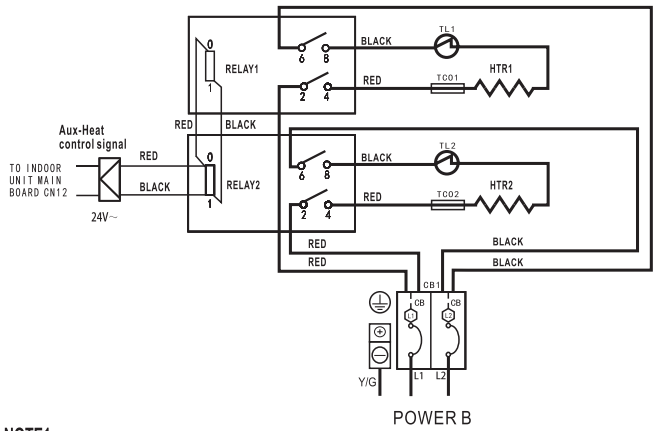 0
RELAY1
1
6 8
2 4
BLACK
TL1
RED
TCO1
HTR1
RED
BLACK
Aux-Heat
control signal
TO INDOOR
UNIT MAIN
BOARD CN12
RED
BLACK
24V~
0
RELAY2
1
6 8
2 4
BLACK
TL2
RED
TCO2
HTR2
RED
RED
BLACK
BLACK
CB1
CB CB
L1 L2
Y/G
L1 L2
POWER B
NOTE1